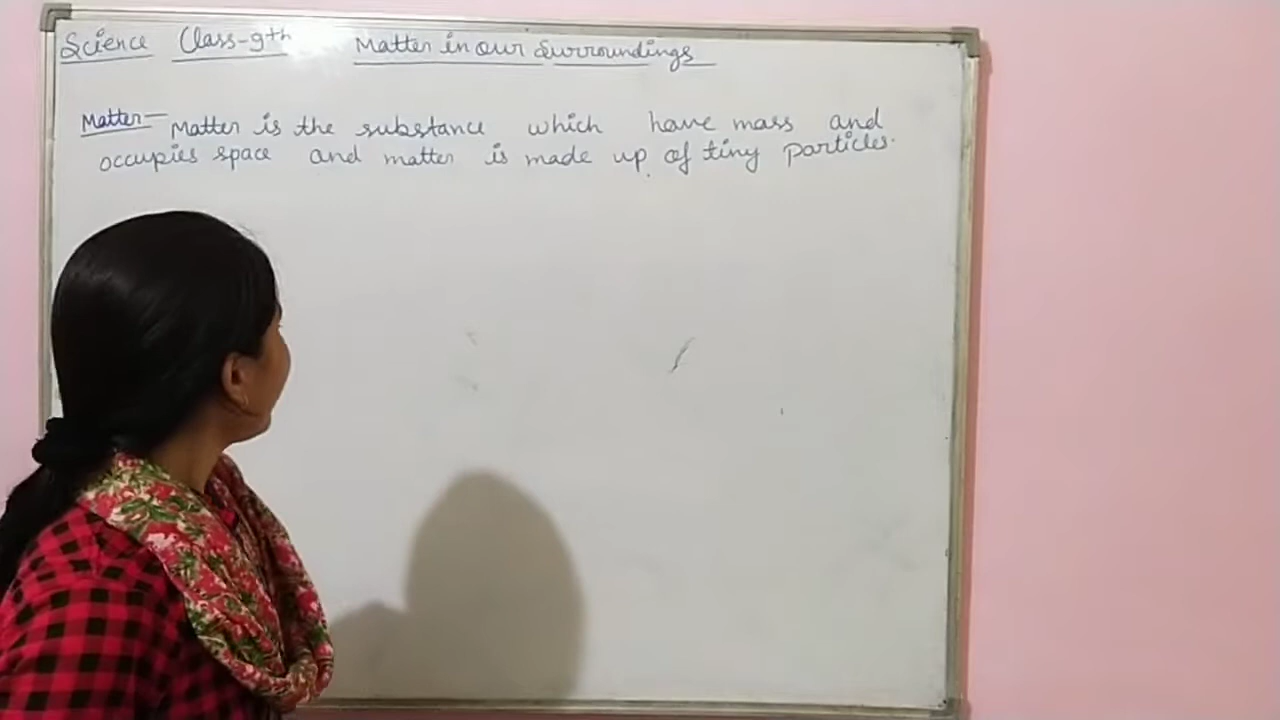 Science Class-9th Matter in our Surroundings
Matter- Matter is the substance which have mass and
occupies space and matter is made up of tiny particles.